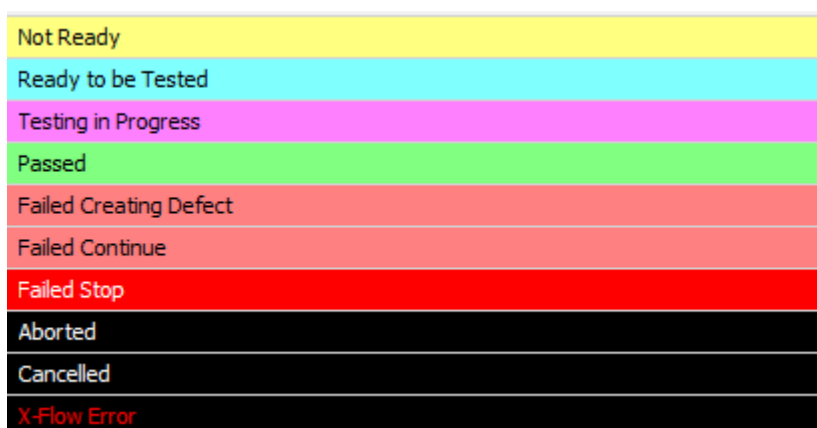 Not Ready
Ready to be Tested
Testing in Progress
Passed
Failed Creating Defect
Failed Continue
Failed Stop
Aborted
Cancelled
X-Flow Error